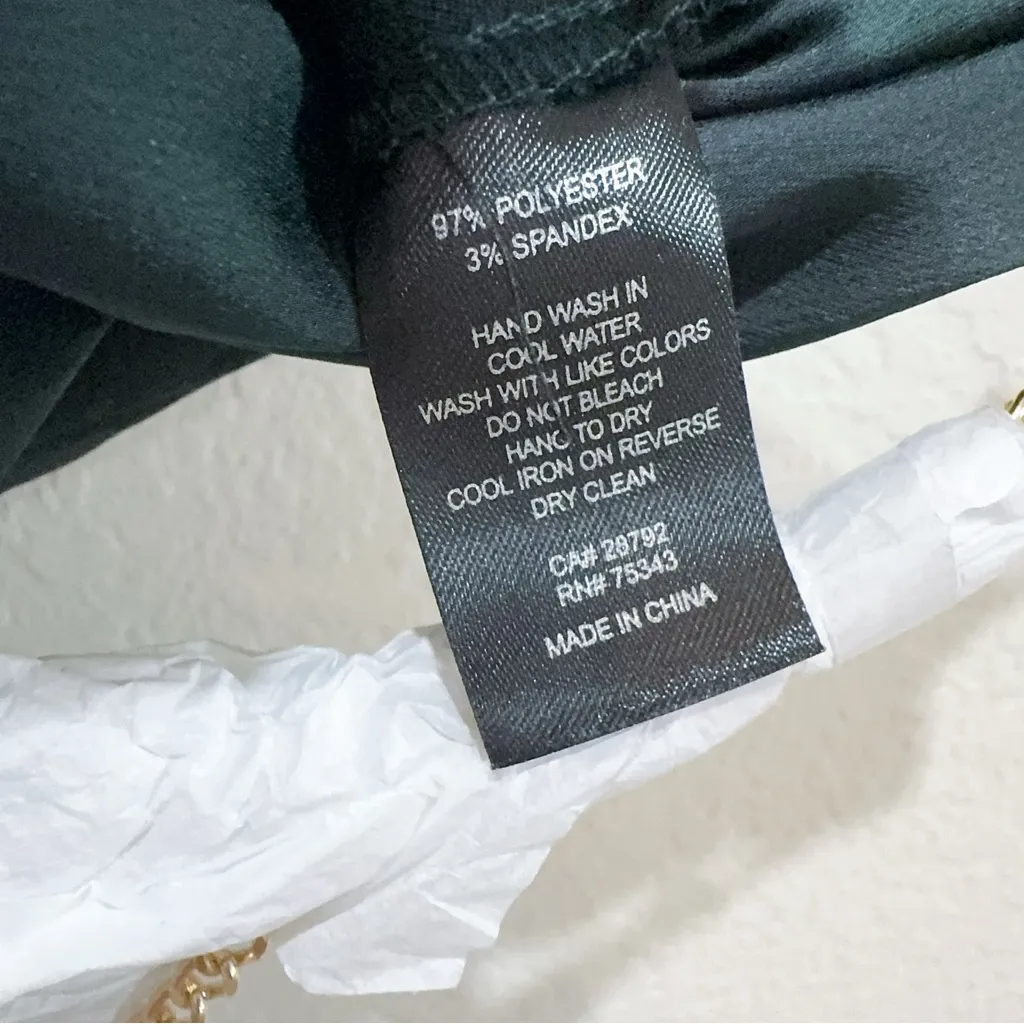 97% POLYESTER
3% SPANDEX
HAND WASH IN
COOL WATER
WASH WITH LIKE COLORS
DO NOT BLEACH
HANG TO DRY
COOL IRON ON REVERSE
DRY CLEAN
CA# 28792
RN# 75343
MADE IN CHINA